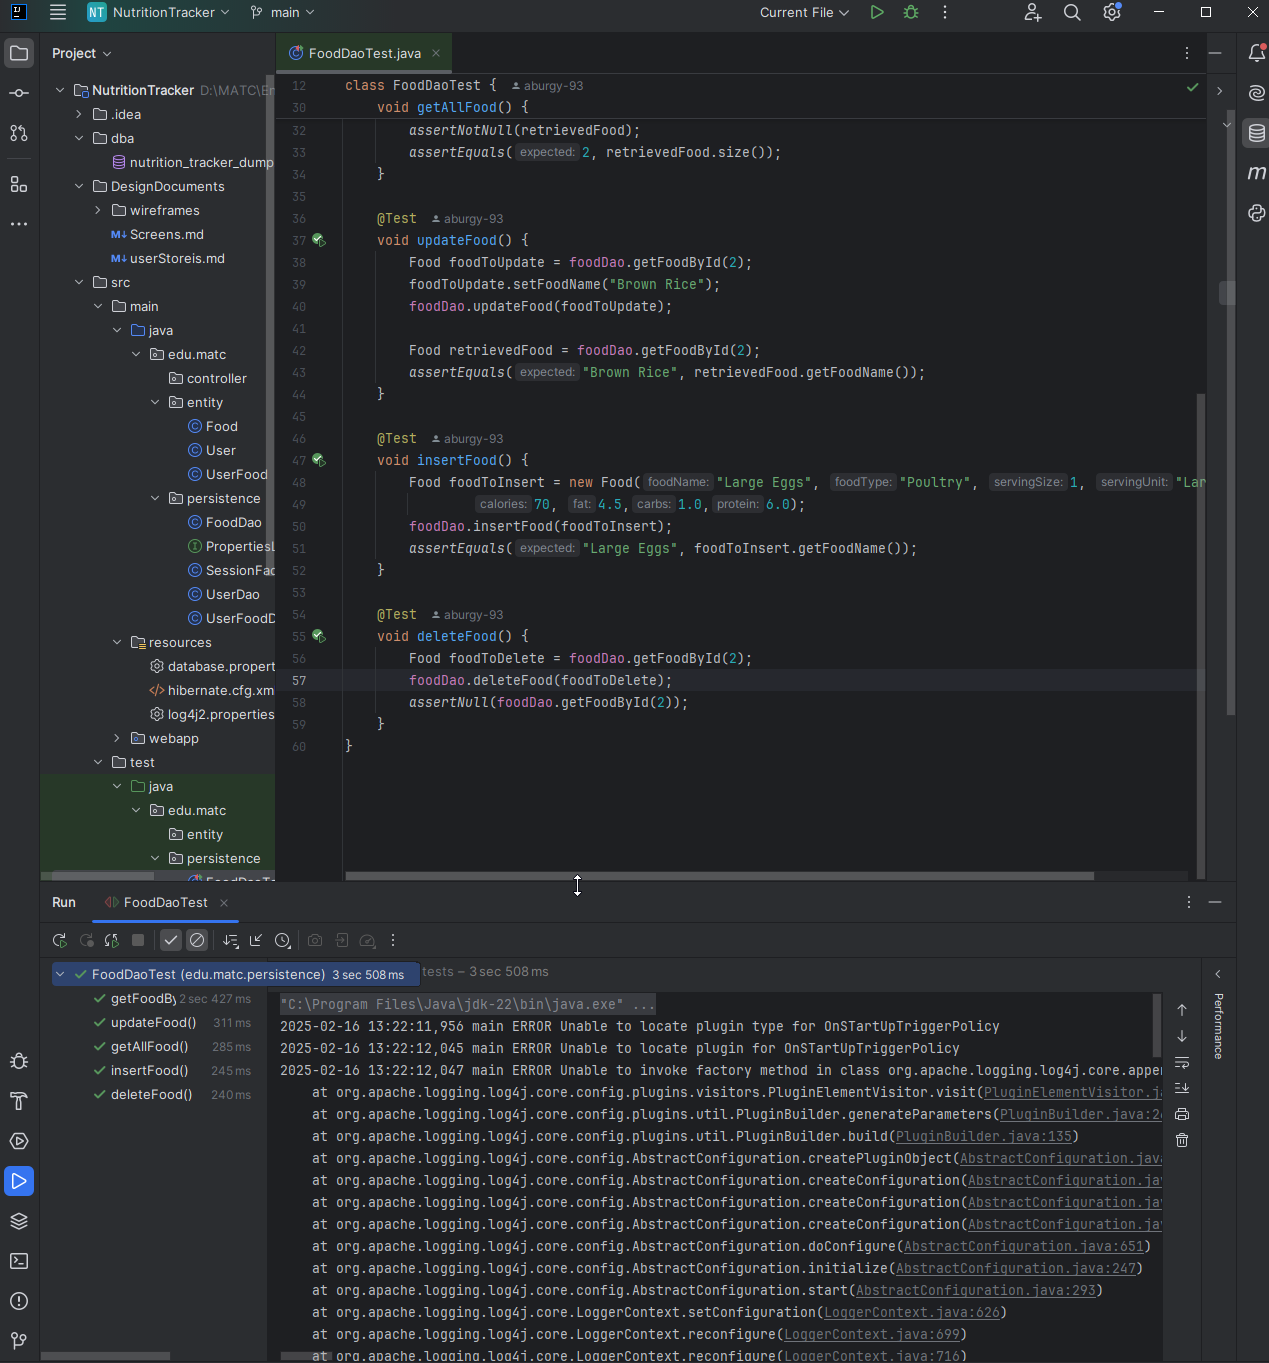 NT NutritionTracker main Current File
Project
FoodDaoTest.java
NutritionTracker D:\MATC\En
.idea
dba
nutrition_tracker_dump
DesignDocuments
wireframes
M↓ Screens.md
M↓ userStoreis.md
src
main
java
edu.matc
controller
entity
Food
User
UserFood
persistence
FoodDao
PropertiesL
SessionFac
UserDao
UserFoodD
resources
database.propert
hibernate.cfg.xm
log4j2.properties
webapp
test
java
edu.matc
entity
persistence
12 class FoodDaoTest { aburgy-93
30 void getAllFood() {
32 assertNotNull(retrievedFood);
33 assertEquals( expected: 2, retrievedFood.size());
34 }
35
36 @Test aburgy-93
37 void updateFood() {
38 Food foodToUpdate = foodDao.getFoodById(2);
39 foodToUpdate.setFoodName("Brown Rice");
40 foodDao.updateFood(foodToUpdate);
41
42 Food retrievedFood = foodDao.getFoodById(2);
43 assertEquals( expected: "Brown Rice", retrievedFood.getFoodName());
44 }
45
46 @Test aburgy-93
47 void insertFood() {
48 Food foodToInsert = new Food( foodName: "Large Eggs", foodType: "Poultry", servingSize: 1, servingUnit: "Lar
49 calories: 70, fat: 4.5, carbs: 1.0, protein: 6.0);
50 foodDao.insertFood(foodToInsert);
51 assertEquals( expected: "Large Eggs", foodToInsert.getFoodName());
52 }
53
54 @Test aburgy-93
55 void deleteFood() {
56 Food foodToDelete = foodDao.getFoodById(2);
57 foodDao.deleteFood(foodToDelete);
58 assertNull(foodDao.getFoodById(2));
59 }
60 }
m
Run FoodDaoTest
FoodDaoTest (edu.matc.persistence) 3 sec 508 ms
getFoodBy 2 sec 427 ms
updateFood() 311 ms
getAllFood() 285 ms
insertFood() 245 ms
deleteFood() 240 ms
tests – 3 sec 508 ms
"C:\Program Files\Java\jdk-22\bin\java.exe" ...
2025-02-16 13:22:11,956 main ERROR Unable to locate plugin type for OnSTartUpTriggerPolicy
2025-02-16 13:22:12,045 main ERROR Unable to locate plugin for OnSTartUpTriggerPolicy
2025-02-16 13:22:12,047 main ERROR Unable to invoke factory method in class org.apache.logging.log4j.core.appen
at org.apache.logging.log4j.core.config.plugins.visitors.PluginElementVisitor.visit(PluginElementVisitor.ja
at org.apache.logging.log4j.core.config.plugins.util.PluginBuilder.generateParameters(PluginBuilder.java:2
at org.apache.logging.log4j.core.config.plugins.util.PluginBuilder.build(PluginBuilder.java:135)
at org.apache.logging.log4j.core.config.AbstractConfiguration.createPluginObject(AbstractConfiguration.java
at org.apache.logging.log4j.core.config.AbstractConfiguration.createConfiguration(AbstractConfiguration.ja
at org.apache.logging.log4j.core.config.AbstractConfiguration.createConfiguration(AbstractConfiguration.ja
at org.apache.logging.log4j.core.config.AbstractConfiguration.createConfiguration(AbstractConfiguration.ja
at org.apache.logging.log4j.core.config.AbstractConfiguration.doConfigure(AbstractConfiguration.java:651)
at org.apache.logging.log4j.core.config.AbstractConfiguration.initialize(AbstractConfiguration.java:247)
at org.apache.logging.log4j.core.config.AbstractConfiguration.start(AbstractConfiguration.java:293)
at org.apache.logging.log4j.core.LoggerContext.setConfiguration(LoggerContext.java:626)
at org.apache.logging.log4j.core.LoggerContext.reconfigure(LoggerContext.java:699)
at org.apache.logging.log4j.core.LoggerContext.reconfigure(LoggerContext.java:716)
Performance